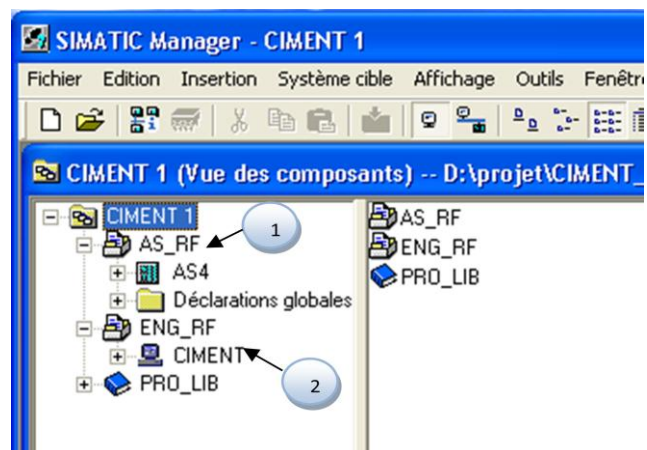 SIMATIC Manager - CIMENT 1
Fichier Edition Insertion Système cible Affichage Outils Fenêtr
CIMENT 1 (Vue des composants) -- D:\projet\CIMENT_
CIMENT 1
AS_RF
1
AS4
Déclarations globales
ENG_RF
CIMENT
2
PRO_LIB
AS_RF
ENG_RF
PRO_LIB